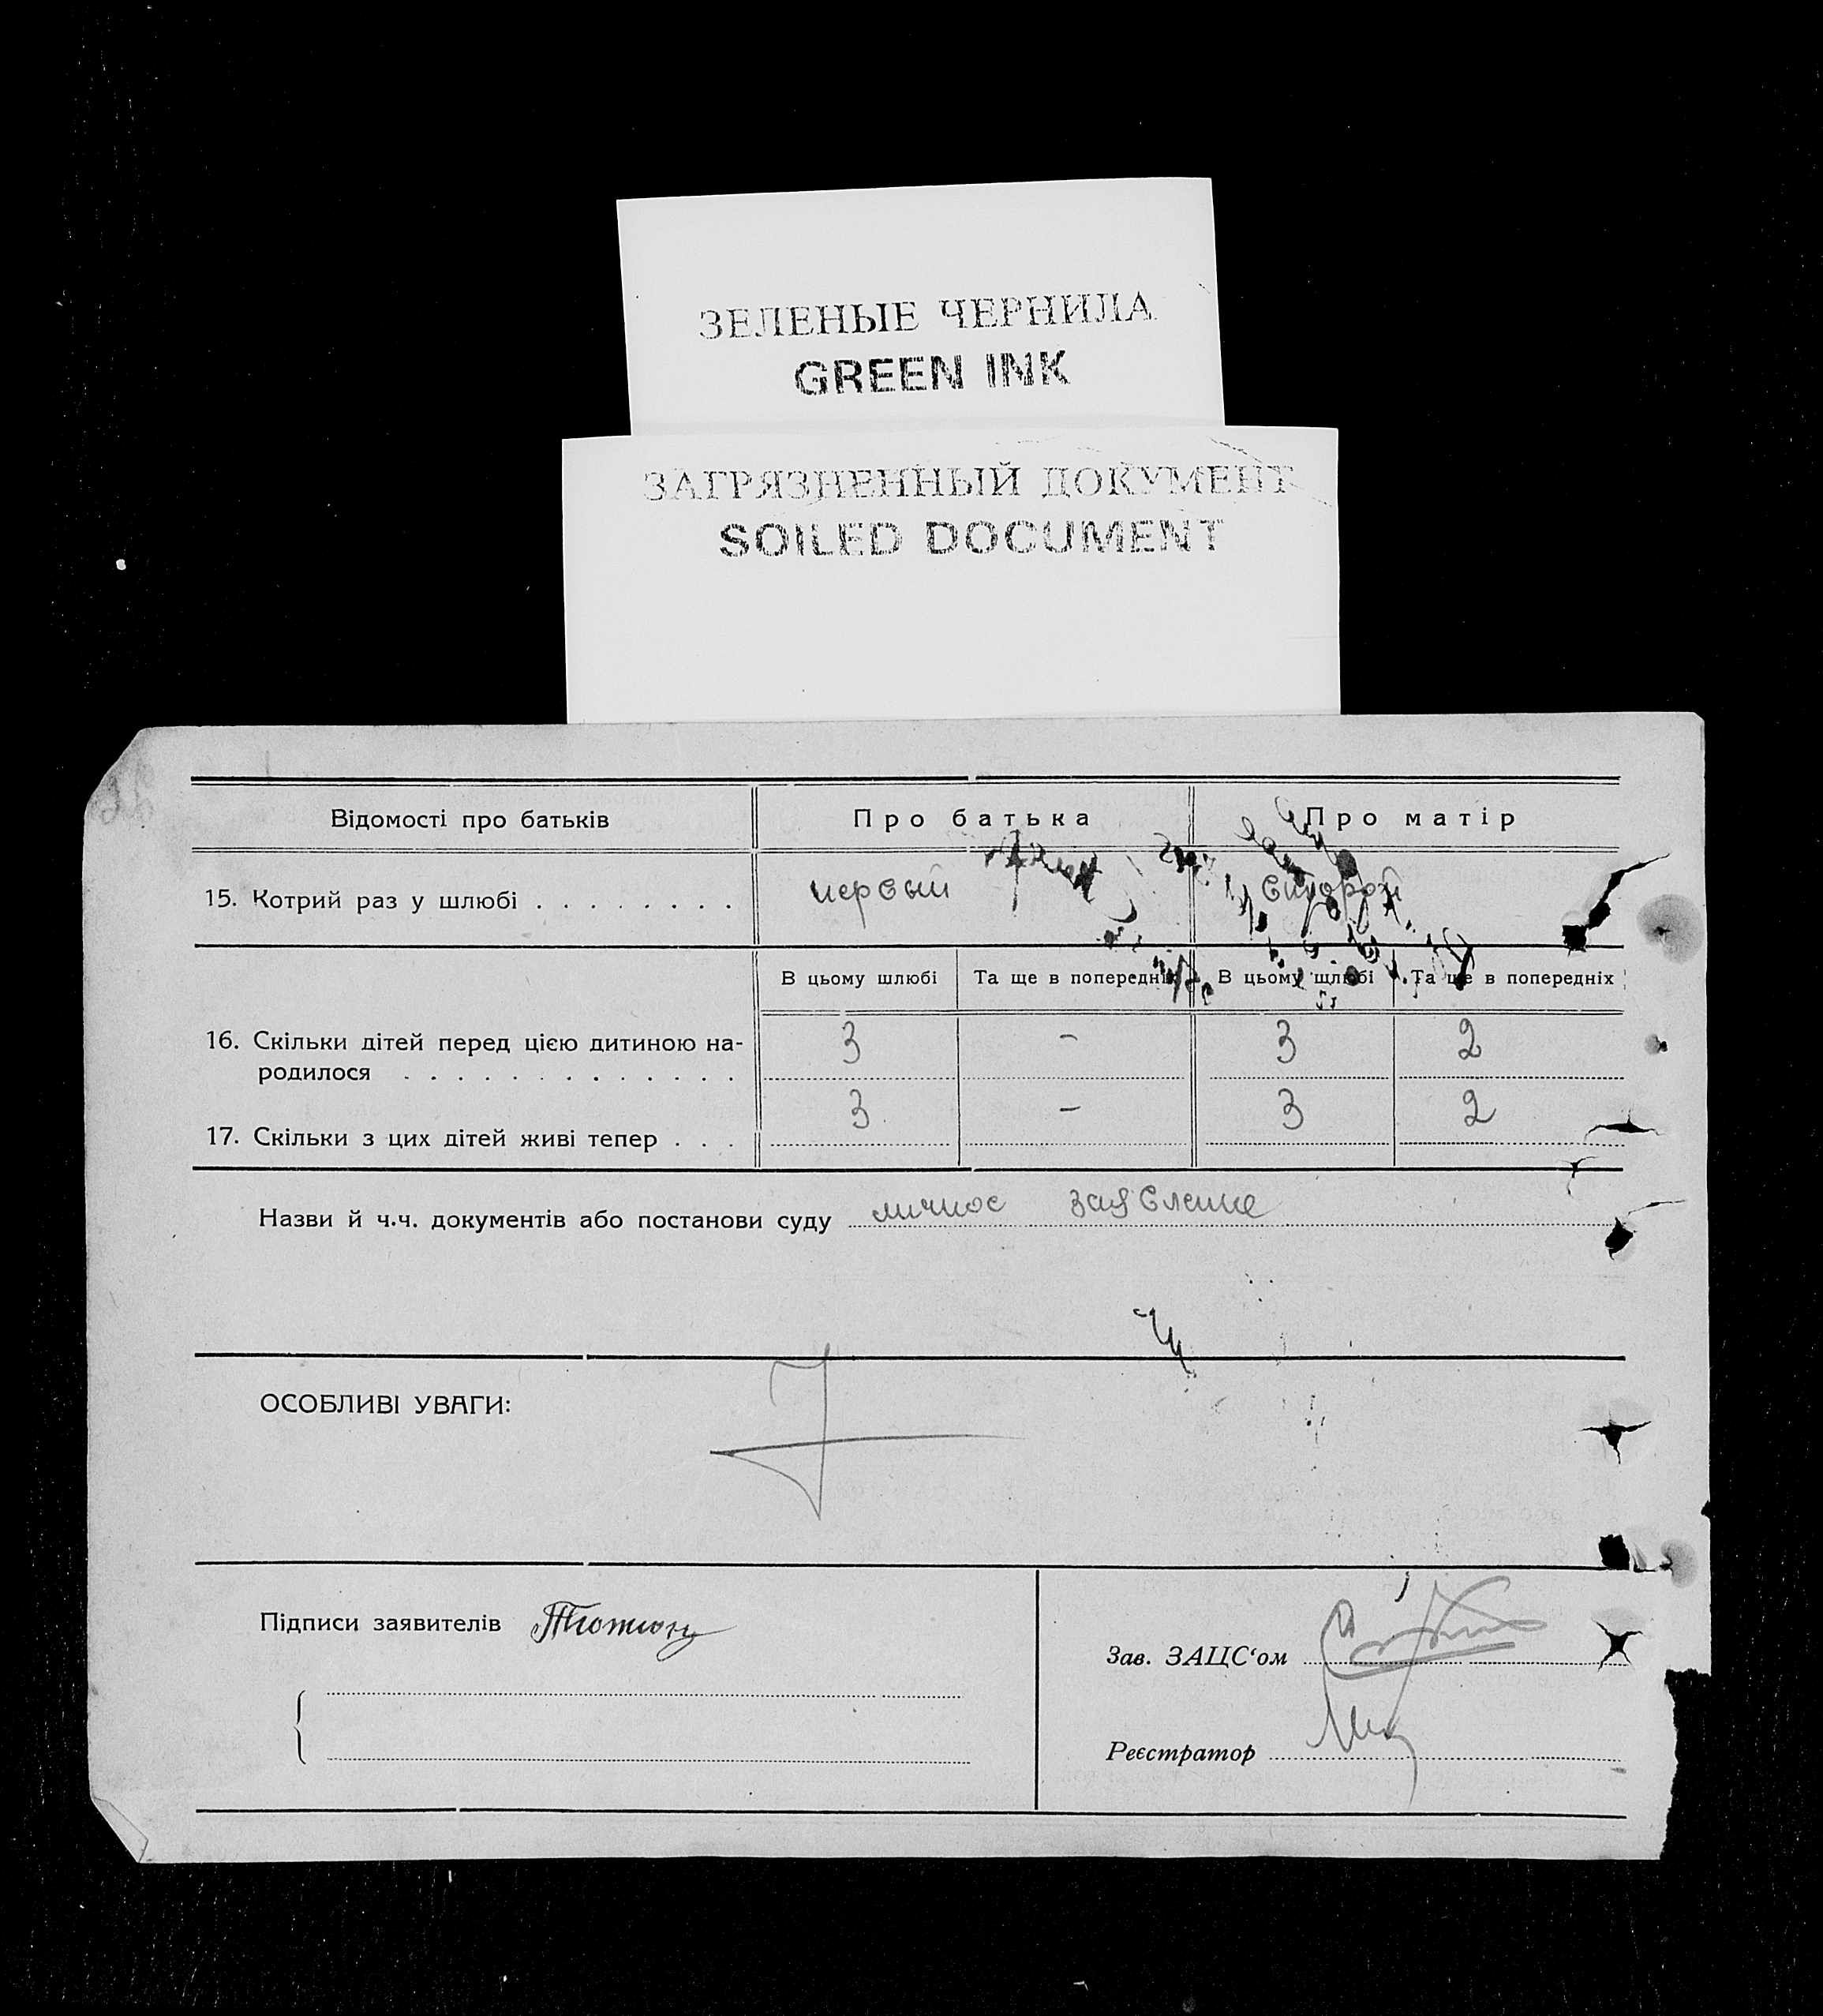 ЗЕЛЕНЫЕ ЧЕРНИЛА
GREEN INK
ЗАГРЯЗНЕННЫЙ ДОКУМЕНТ
SOILED DOCUMENT
Відомості про батьків Про батька Про матір
15. Котрий раз у шлюбі . . . . . . . . первый второй
В цьому шлюбі Та ще в попередніх В цьому шлюбі Та ще в попередніх
16. Скільки дітей перед цією дитиною на-
родилося . . . . . . . . . . . . . 3 – 3 2
17. Скільки з цих дітей живі тепер . . . 3 – 3 2
Назви й ч.ч. документів або постанови суду личное заявление
ОСОБЛИВІ УВАГИ:
Підписи заявителів
Зав. ЗАЦС‘ом
Реєстратор